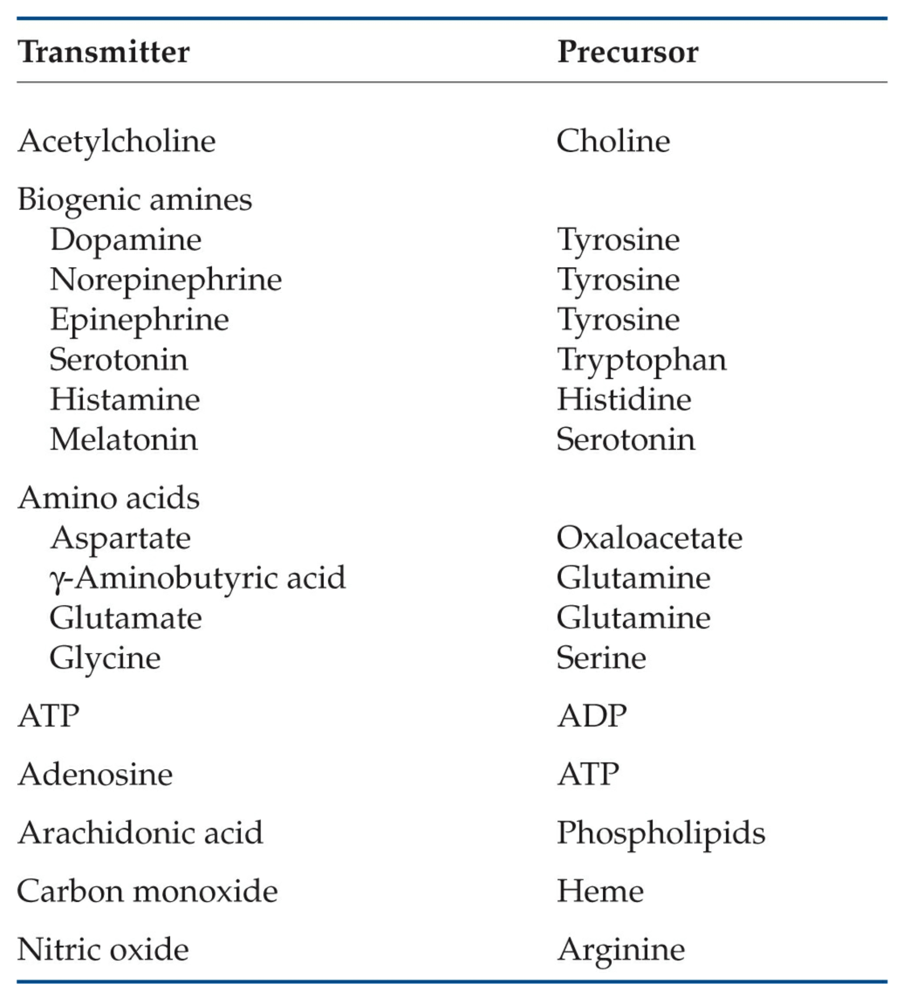 Transmitter Precursor
Acetylcholine Choline
Biogenic amines
Dopamine Tyrosine
Norepinephrine Tyrosine
Epinephrine Tyrosine
Serotonin Tryptophan
Histamine Histidine
Melatonin Serotonin
Amino acids
Aspartate Oxaloacetate
γ-Aminobutyric acid Glutamine
Glutamate Glutamine
Glycine Serine
ATP ADP
Adenosine ATP
Arachidonic acid Phospholipids
Carbon monoxide Heme
Nitric oxide Arginine